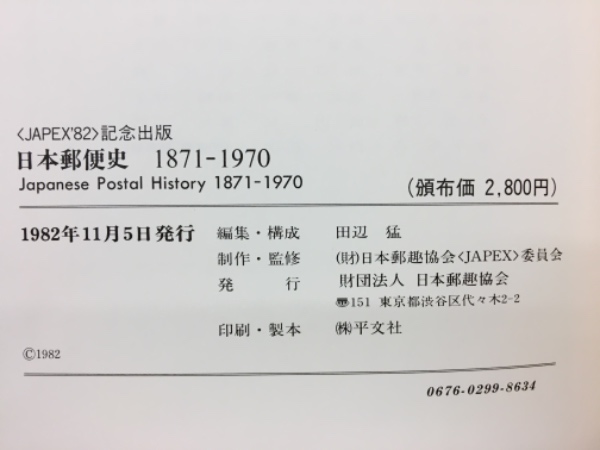 〈JAPEX'82〉記念出版
日本郵便史 1871-1970
Japanese Postal History 1871-1970
(頒布価 2,800円)
1982年11月5日発行 編集・構成 田辺 猛
制作・監修 (財)日本郵趣協会〈JAPEX〉委員会
発 行 財団法人 日本郵趣協会
〠151 東京都渋谷区代々木2-2
印刷・製本 ㈱平文社
©1982
0676-0299-8634